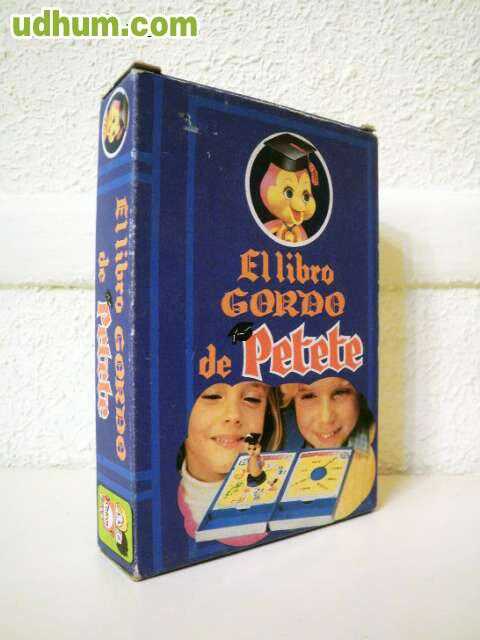 udhum.com
El libro
GORDO
de Petete
El libro GORDO
de Petete